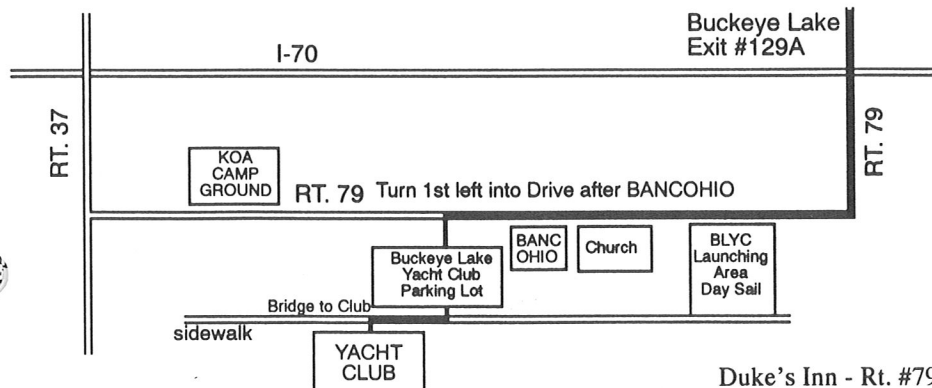 Buckeye Lake
Exit #129A
I-70
RT. 37
RT. 79
KOA
CAMP
GROUND
RT. 79
Turn 1st left into Drive after BANCOHIO
BANC
OHIO
Church
BLYC
Launching
Area
Day Sail
Buckeye Lake
Yacht Club
Parking Lot
Bridge to Club
sidewalk
YACHT
CLUB
Duke's Inn - Rt. #79